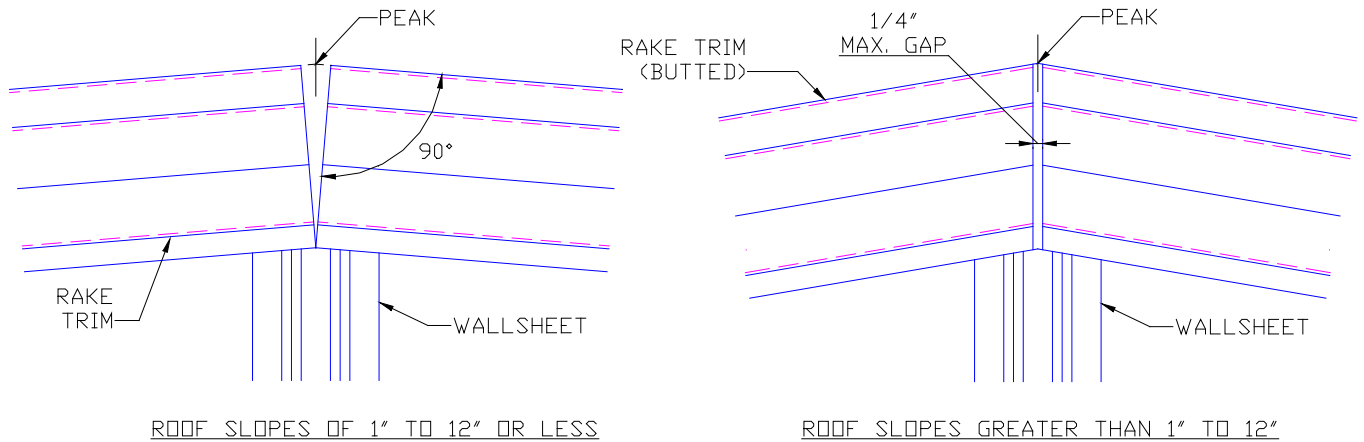 PEAK
90°
RAKE
TRIM
WALLSHEET
ROOF SLOPES OF 1" TO 12" OR LESS
1/4"
MAX. GAP
PEAK
RAKE TRIM
(BUTTED)
WALLSHEET
ROOF SLOPES GREATER THAN 1" TO 12"